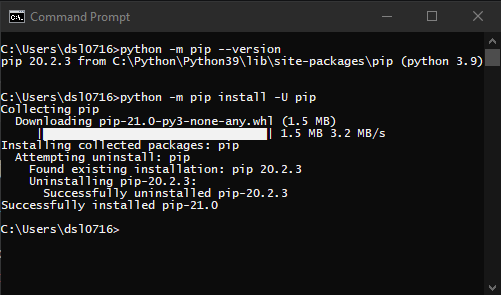 Command Prompt
C:\Users\dsl0716>python -m pip --version
pip 20.2.3 from C:\Python\Python39\lib\site-packages\pip (python 3.9)
C:\Users\dsl0716>python -m pip install -U pip
Collecting pip
  Downloading pip-21.0-py3-none-any.whl (1.5 MB)
     |████████████████████████████████| 1.5 MB 3.2 MB/s
Installing collected packages: pip
  Attempting uninstall: pip
    Found existing installation: pip 20.2.3
    Uninstalling pip-20.2.3:
      Successfully uninstalled pip-20.2.3
Successfully installed pip-21.0
C:\Users\dsl0716>